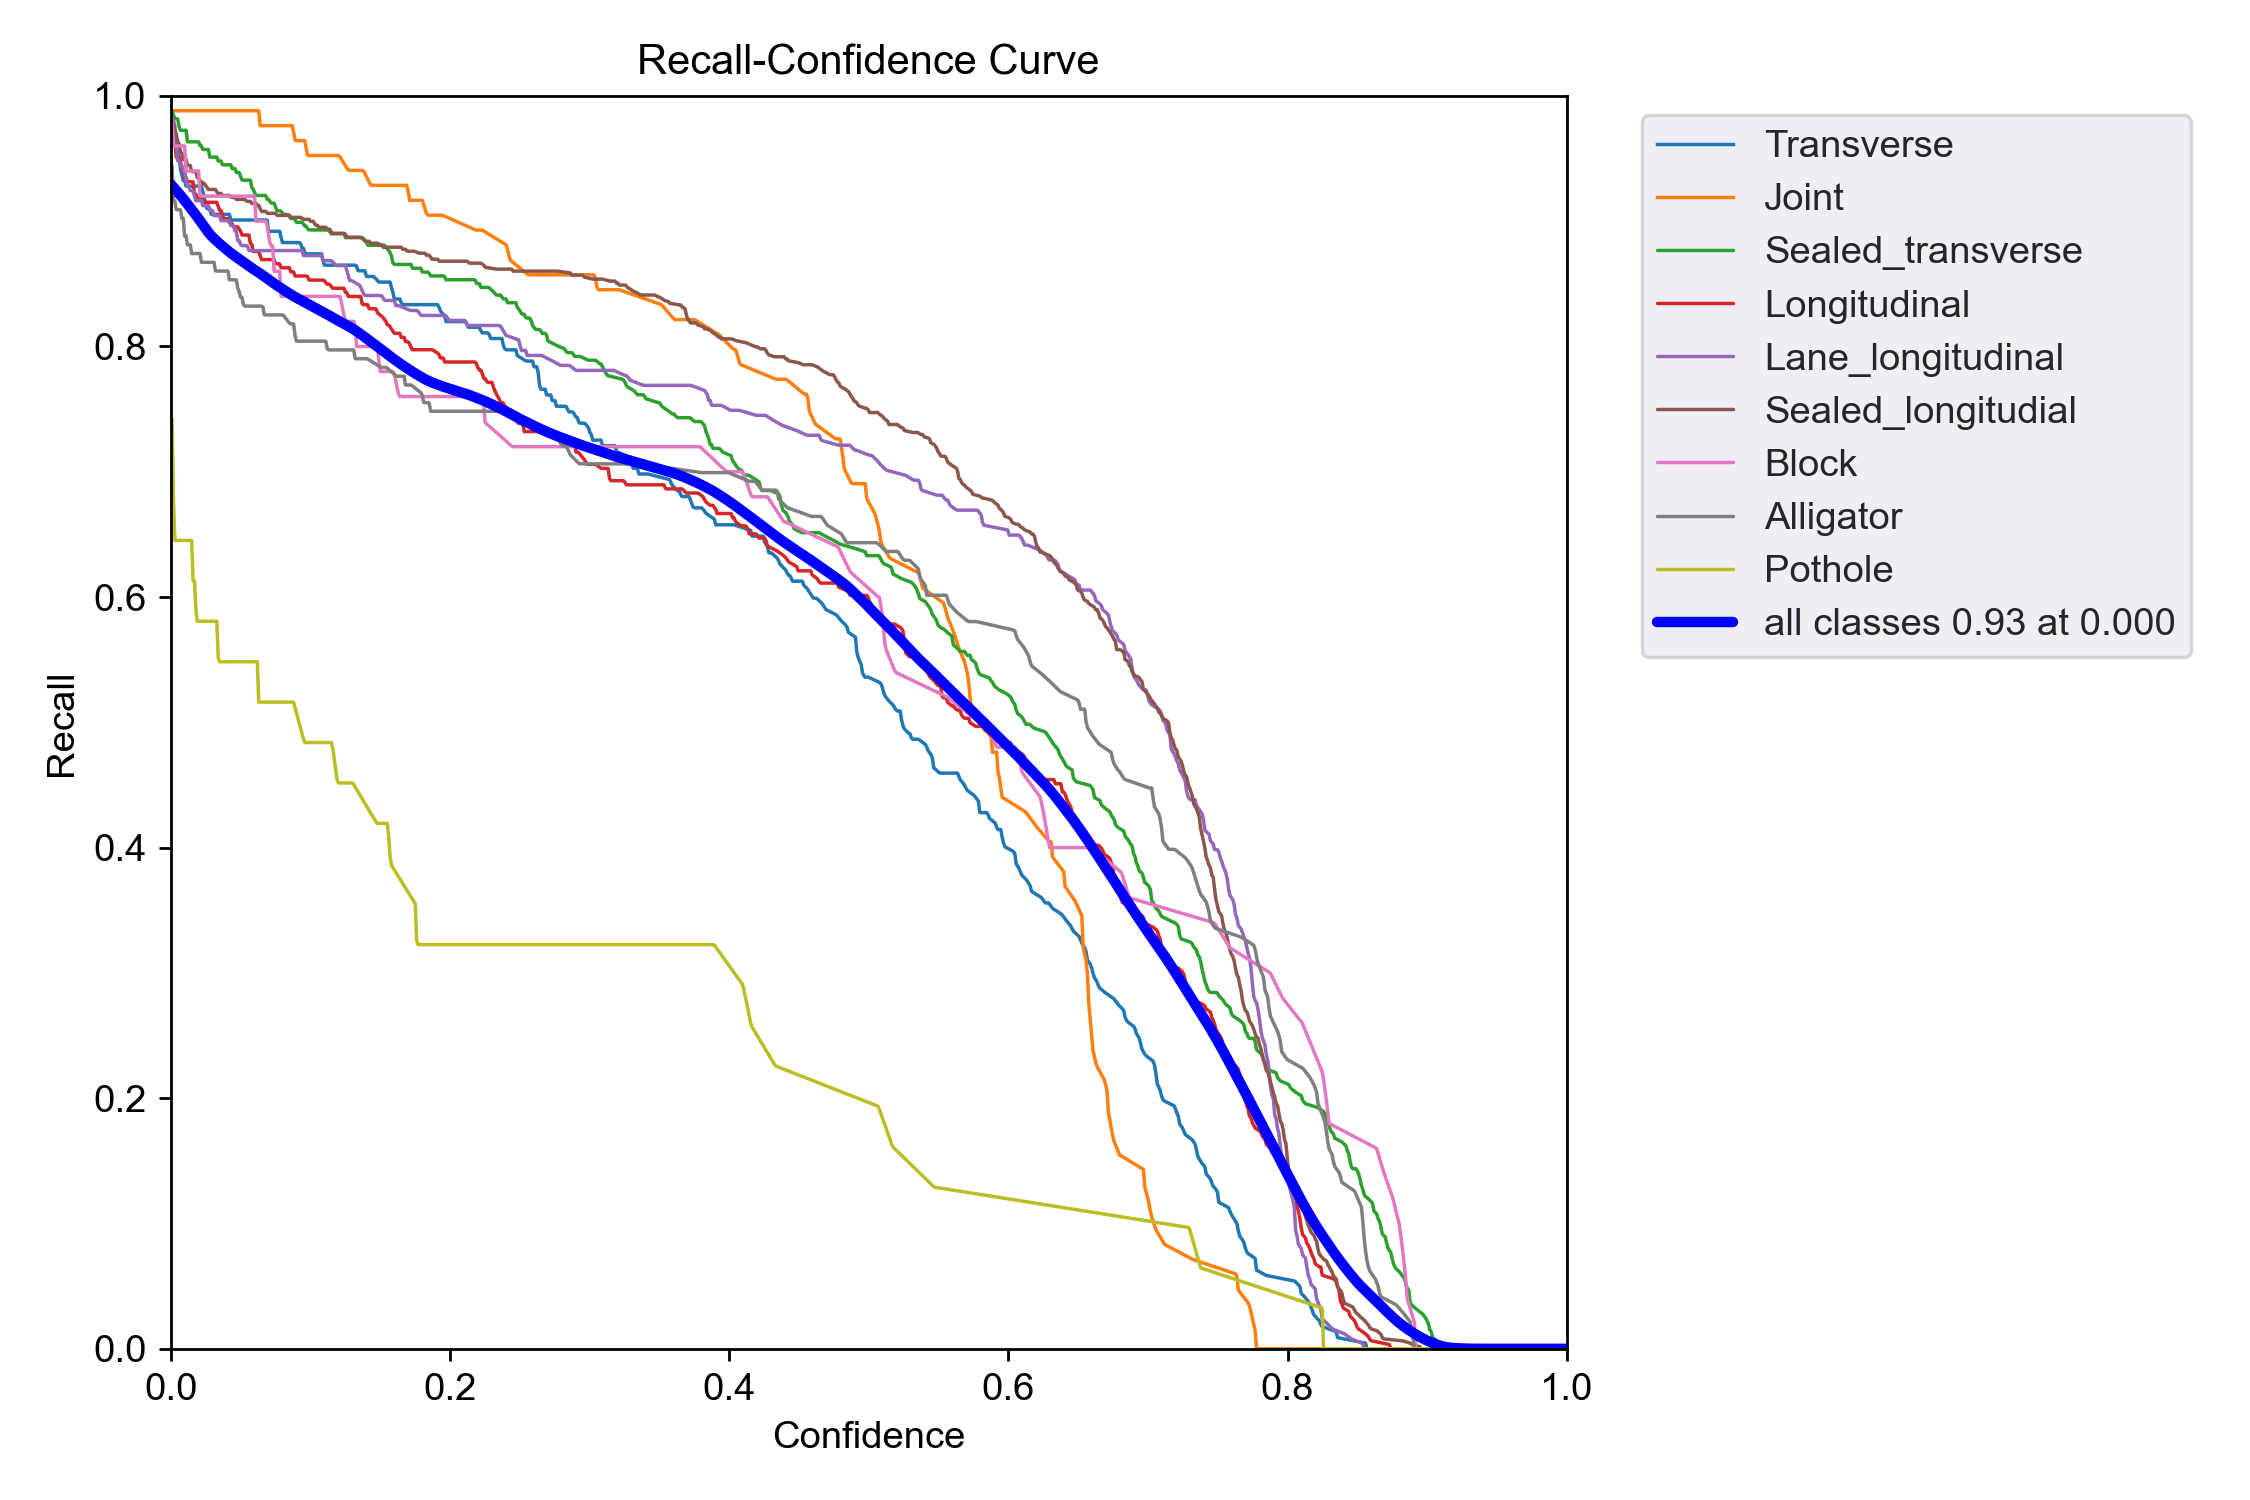 Recall-Confidence Curve
1.0
0.8
0.6
0.4
0.2
0.0
Recall
0.0 0.2 0.4 0.6 0.8 1.0
Confidence
Transverse
Joint
Sealed_transverse
Longitudinal
Lane_longitudinal
Sealed_longitudial
Block
Alligator
Pothole
all classes 0.93 at 0.000